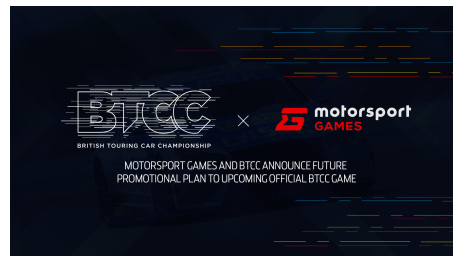 BTCC
BRITISH TOURING CAR CHAMPIONSHIP
×
motorsport
GAMES
MOTORSPORT GAMES AND BTCC ANNOUNCE FUTURE
PROMOTIONAL PLAN TO UPCOMING OFFICIAL BTCC GAME